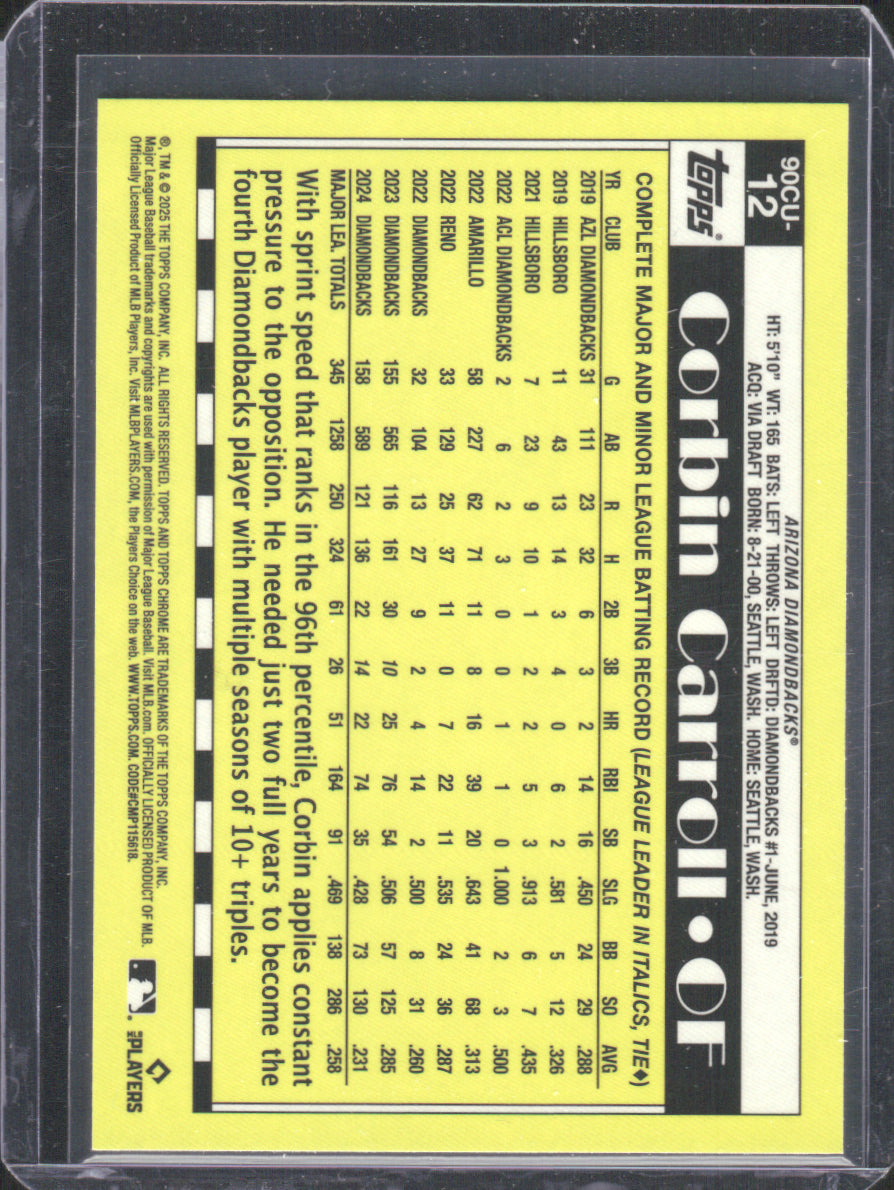 90CU-
12
ARIZONA DIAMONDBACKS®
HT: 5'10" WT: 165 BATS: LEFT THROWS: LEFT DRFTD: DIAMONDBACKS #1-JUNE, 2019
ACQ: VIA DRAFT BORN: 8-21-00, SEATTLE, WASH. HOME: SEATTLE, WASH.
topps®
Corbin Carroll • OF
COMPLETE MAJOR AND MINOR LEAGUE BATTING RECORD (LEAGUE LEADER IN ITALICS, TIE♦)
YR CLUB G AB R H 2B 3B HR RBI SB SLG BB SO AVG
2019 AZL DIAMONDBACKS 31 111 23 32 6 3 2 14 16 .450 24 29 .288
2019 HILLSBORO 11 43 13 14 3 4 0 6 2 .581 5 12 .326
2021 HILLSBORO 7 23 9 10 1 2 2 5 3 .913 6 7 .435
2022 ACL DIAMONDBACKS 2 6 2 3 0 0 1 1 0 1.000 2 3 .500
2022 AMARILLO 58 227 62 71 11 8 16 39 20 .643 41 68 .313
2022 RENO 33 129 25 37 11 0 7 22 11 .535 24 36 .287
2022 DIAMONDBACKS 32 104 13 27 9 2 4 14 2 .500 8 31 .260
2023 DIAMONDBACKS 155 565 116 161 30 10 25 76 54 .506 57 125 .285
2024 DIAMONDBACKS 158 589 121 136 22 14 22 74 35 .428 73 130 .231
MAJOR LEA. TOTALS 345 1258 250 324 61 26 51 164 91 .469 138 286 .258
With sprint speed that ranks in the 96th percentile, Corbin applies constant
pressure to the opposition. He needed just two full years to become the
fourth Diamondbacks player with multiple seasons of 10+ triples.
®, TM & © 2025 THE TOPPS COMPANY, INC. ALL RIGHTS RESERVED. TOPPS AND TOPPS CHROME ARE TRADEMARKS OF THE TOPPS COMPANY, INC.
Major League Baseball trademarks and copyrights are used with permission of Major League Baseball. Visit MLB.com. OFFICIALLY LICENSED PRODUCT OF MLB.
Officially Licensed Product of MLB Players, Inc. Visit MLBPLAYERS.COM, the Players Choice on the web. WWW.TOPPS.COM. CODE#CMP115618.
MLB PLAYERS